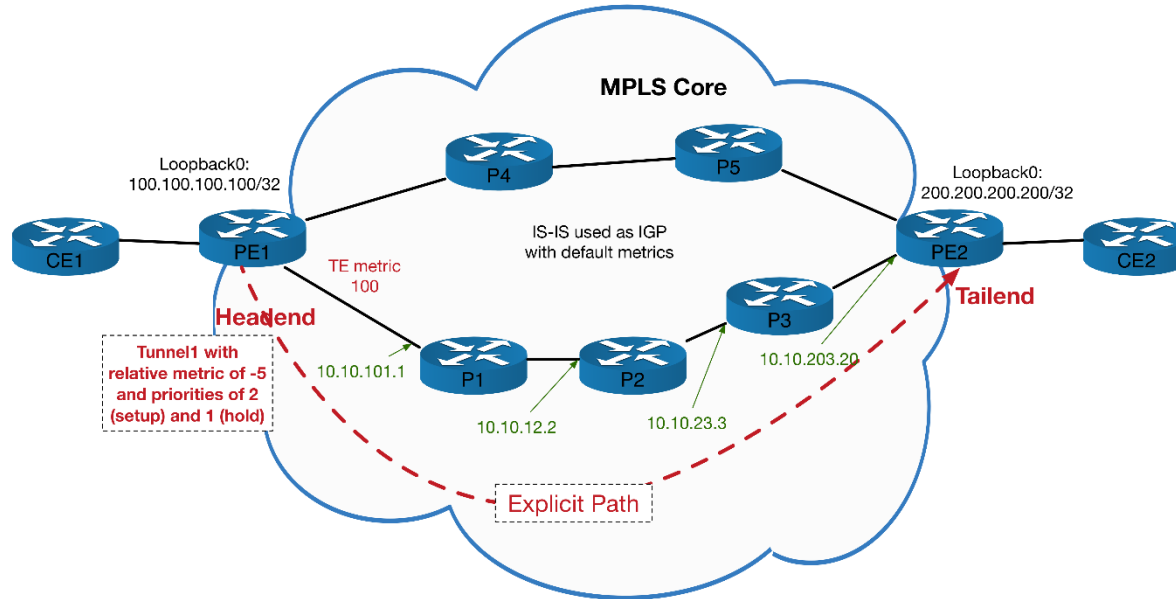 MPLS Core
Loopback0:
100.100.100.100/32
P4
P5
Loopback0:
200.200.200.200/32
CE1
PE1
IS-IS used as IGP
with default metrics
PE2
CE2
TE metric
100
Headend
Tailend
P3
Tunnel1 with
relative metric of -5
and priorities of 2
(setup) and 1 (hold)
10.10.101.1
P1
P2
10.10.203.20
10.10.12.2
10.10.23.3
Explicit Path